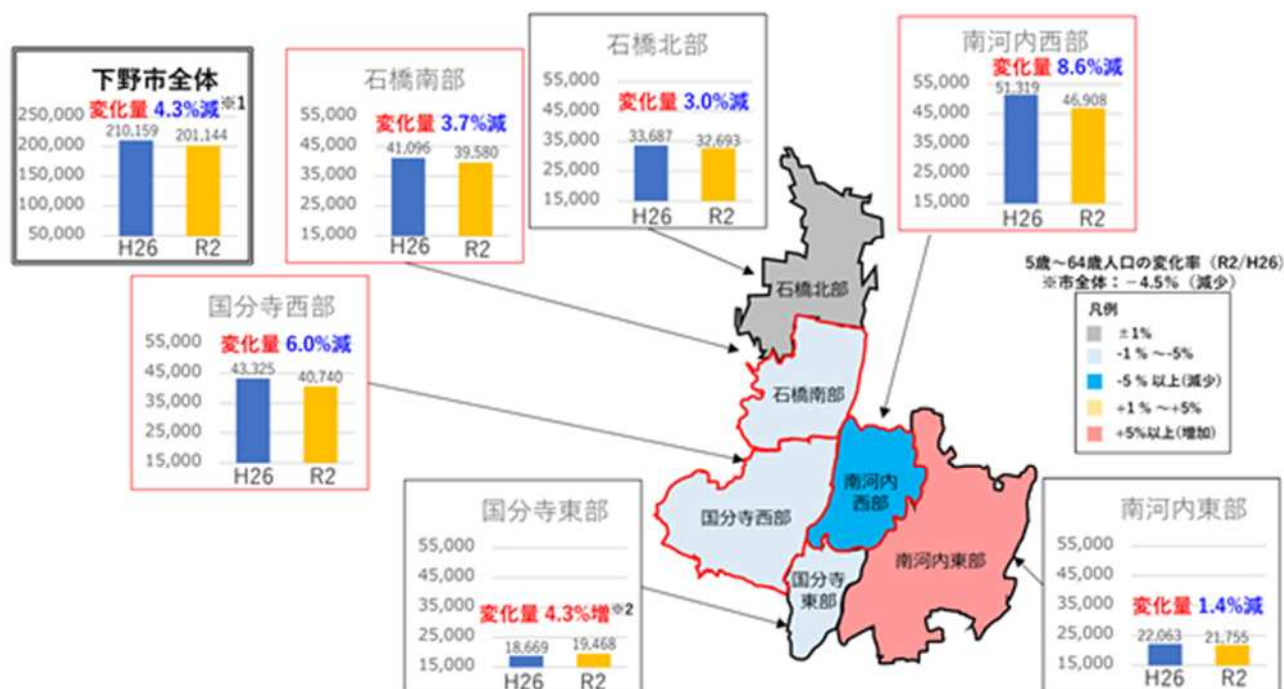 下野市全体
変化量 4.3%減※1
250,000
200,000
150,000
100,000
50,000
210,159
201,144
H26
R2
石橋南部
変化量 3.7%減
55,000
45,000
35,000
25,000
15,000
41,096
39,580
H26
R2
石橋北部
変化量 3.0%減
55,000
45,000
35,000
25,000
15,000
33,687
32,693
H26
R2
南河内西部
変化量 8.6%減
55,000
45,000
35,000
25,000
15,000
51,319
46,908
H26
R2
5歳～64歳人口の変化率（R2/H26）
※市全体：－4.5%（減少）
凡例
±1%
-1％～-5%
-5％以上(減少)
+1％～+5%
+5%以上(増加)
国分寺西部
変化量 6.0%減
55,000
45,000
35,000
25,000
15,000
43,325
40,740
H26
R2
石橋北部
石橋南部
南河内
西部
国分寺西部
南河内東部
国分寺
東部
国分寺東部
変化量 4.3%増※2
55,000
45,000
35,000
25,000
15,000
18,669
19,468
H26
R2
南河内東部
変化量 1.4%減
55,000
45,000
35,000
25,000
15,000
22,063
21,755
H26
R2